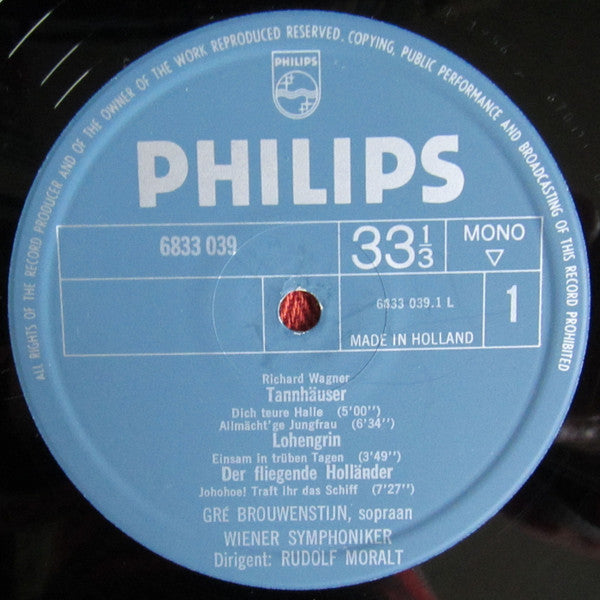 ALL RIGHTS OF THE RECORD PRODUCER AND OF THE OWNER OF THE WORK REPRODUCED RESERVED. COPYING, PUBLIC PERFORMANCE AND BROADCASTING OF THIS RECORD PROHIBITED
PHILIPS
PHILIPS
6833 039
33 1/3
MONO
▽
6833 039.1 L
1
MADE IN HOLLAND
Richard Wagner
Tannhäuser
Dich teure Halle (5'00'')
Allmächt'ge Jungfrau (6'34'')
Lohengrin
Einsam in trüben Tagen (3'49'')
Der fliegende Holländer
Johohoe! Traft ihr das Schiff (7'27'')
GRÉ BROUWENSTIJN, sopraan
WIENER SYMPHONIKER
Dirigent: RUDOLF MORALT